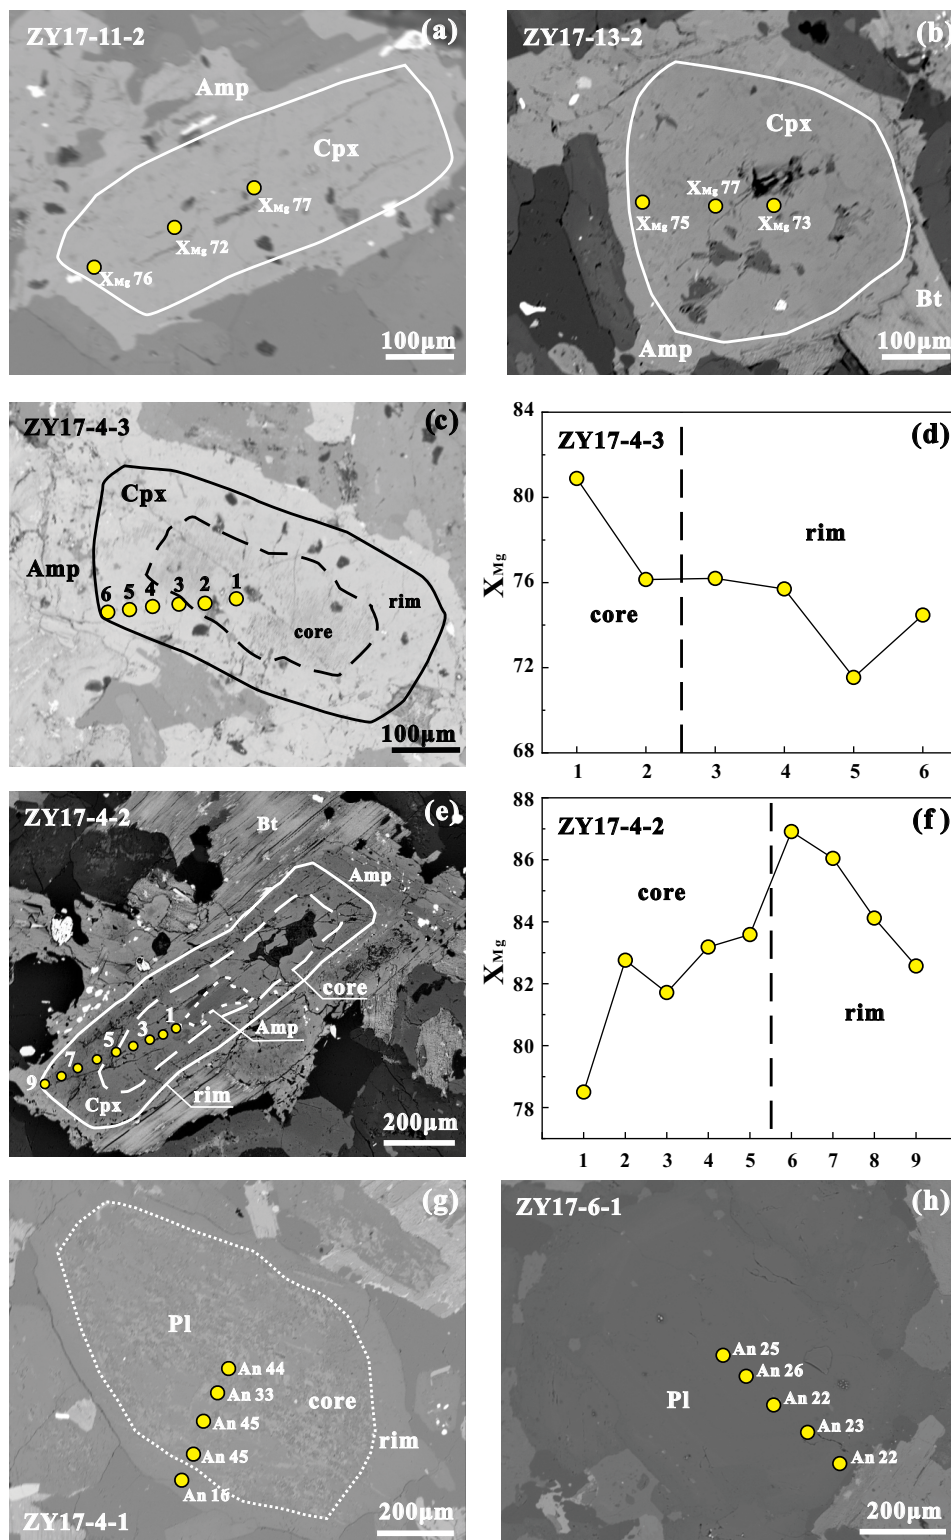 ZY17-11-2
(a)
Amp
Cpx
XMg 77
XMg 72
XMg 76
100μm
ZY17-13-2
(b)
Cpx
XMg 77
XMg 75
XMg 73
Bt
Amp
100μm
ZY17-4-3
(c)
Cpx
Amp
6
5
4
3
2
1
rim
core
100μm
84
80
76
72
68
XMg
ZY17-4-3
(d)
rim
core
1
2
3
4
5
6
ZY17-4-2
(e)
Bt
Amp
core
1
3
5
7
9
Amp
Cpx
rim
200μm
88
86
84
82
80
78
XMg
ZY17-4-2
(f)
core
rim
1
2
3
4
5
6
7
8
9
(g)
Pl
An 44
An 33
core
An 45
rim
An 45
An 16
ZY17-4-1
200μm
ZY17-6-1
(h)
An 25
An 26
Pl
An 22
An 23
An 22
200μm